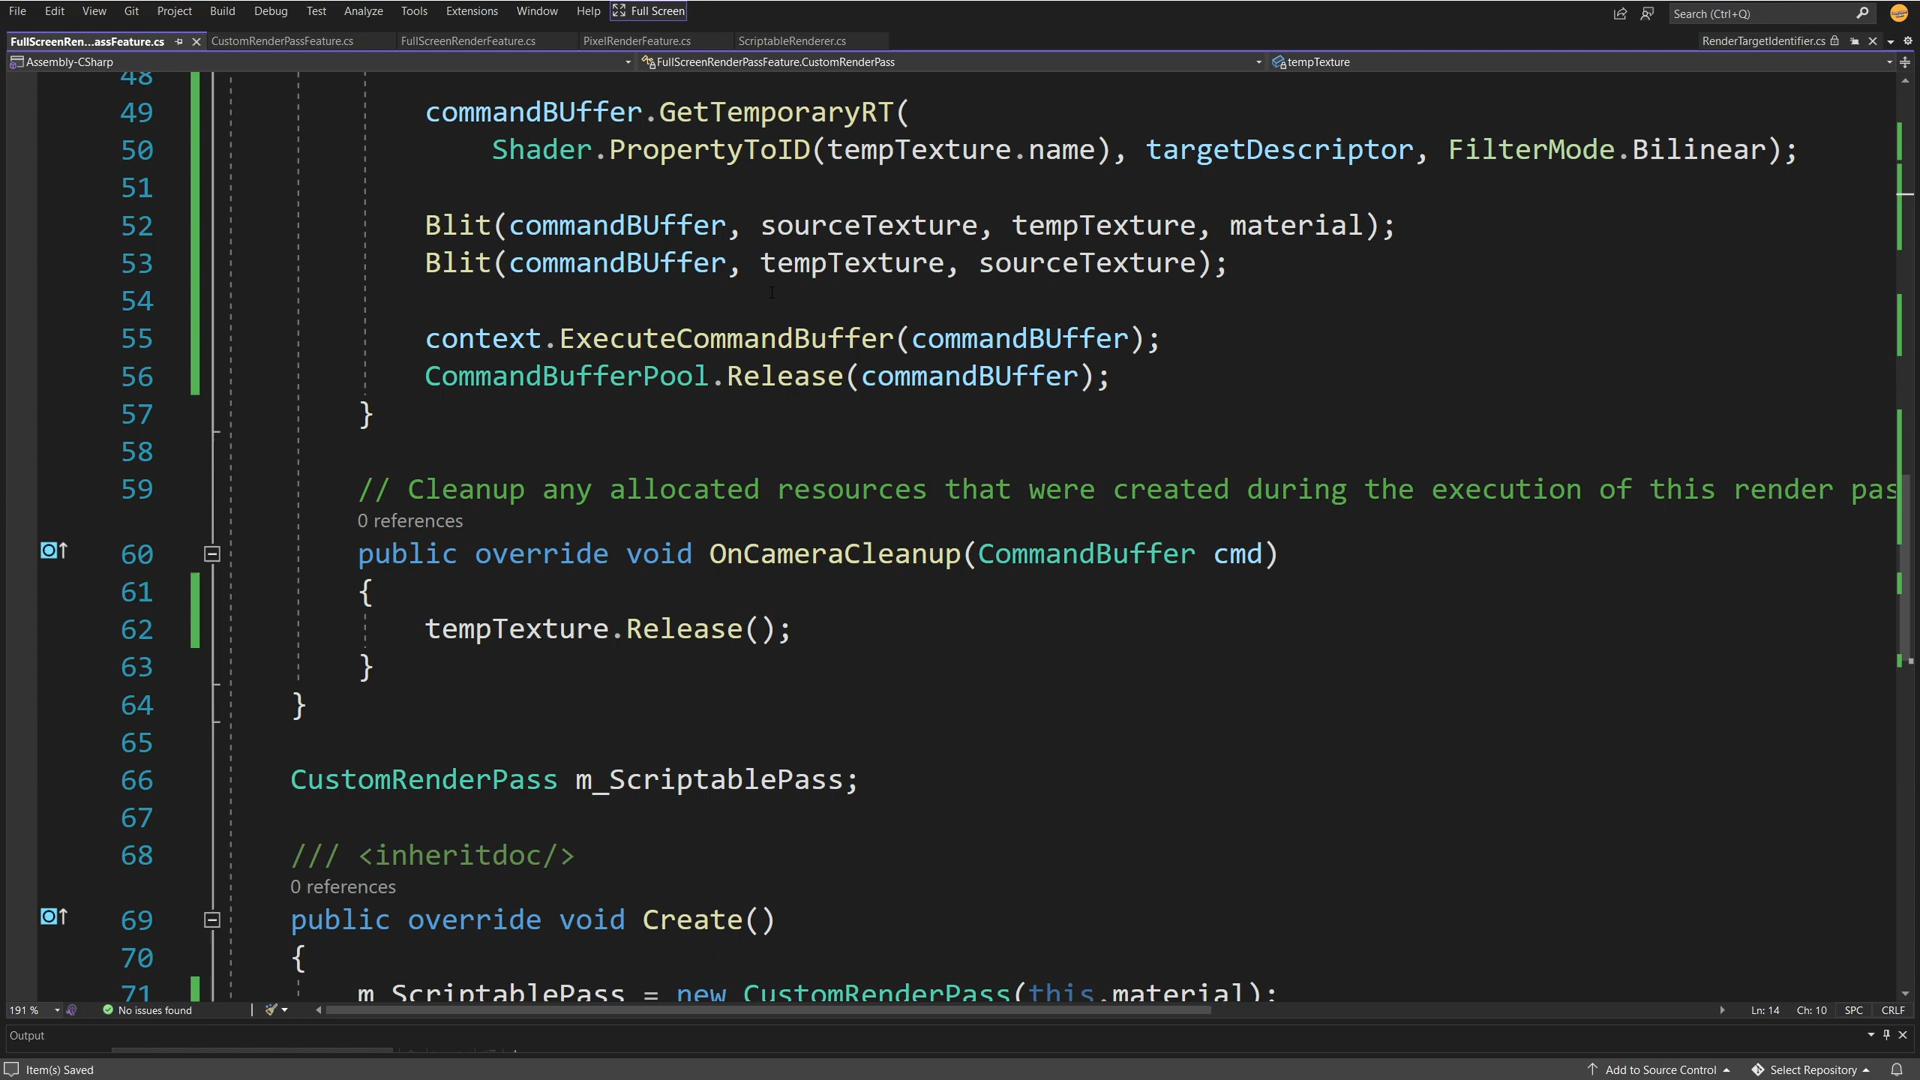 File Edit View Git Project Build Debug Test Analyze Tools Extensions Window Help Full Screen Search (Ctrl+Q)
FullScreenRen...assFeature.cs CustomRenderPassFeature.cs FullScreenRenderFeature.cs PixelRenderFeature.cs ScriptableRenderer.cs RenderTargetIdentifier.cs
Assembly-CSharp FullScreenRenderPassFeature.CustomRenderPass tempTexture
48
49 commandBUffer.GetTemporaryRT(
50 Shader.PropertyToID(tempTexture.name), targetDescriptor, FilterMode.Bilinear);
51
52 Blit(commandBUffer, sourceTexture, tempTexture, material);
53 Blit(commandBUffer, tempTexture, sourceTexture);
54
55 context.ExecuteCommandBuffer(commandBUffer);
56 CommandBufferPool.Release(commandBUffer);
57 }
58
59 // Cleanup any allocated resources that were created during the execution of this render pas
0 references
60 public override void OnCameraCleanup(CommandBuffer cmd)
61 {
62 tempTexture.Release();
63 }
64 }
65
66 CustomRenderPass m_ScriptablePass;
67
68 /// <inheritdoc/>
0 references
69 public override void Create()
70 {
71 m_ScriptablePass = new CustomRenderPass(this.material);
191 % No issues found Ln: 14 Ch: 10 SPC CRLF
Output
Item(s) Saved Add to Source Control Select Repository